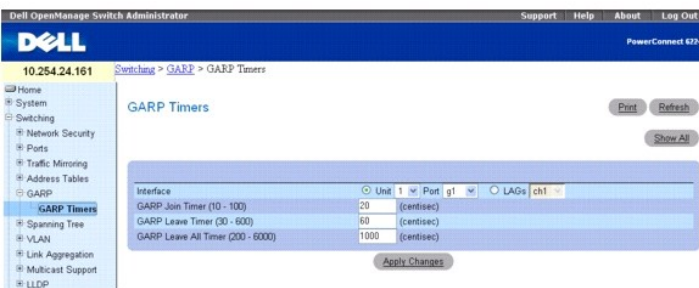 Dell OpenManage Switch Administrator
Support Help About Log Out
DELL
PowerConnect 622
10.254.24.161
Switching > GARP > GARP Timers
Home
System
Switching
Network Security
Ports
Traffic Mirroring
Address Tables
GARP
GARP Timers
Spanning Tree
VLAN
Link Aggregation
Multicast Support
LLDP
GARP Timers
Print Refresh
Show All
Interface Unit 1 Port g1 LAGs ch1
GARP Join Timer (10 - 100) 20 (centisec)
GARP Leave Timer (30 - 600) 60 (centisec)
GARP Leave All Timer (200 - 6000) 1000 (centisec)
Apply Changes